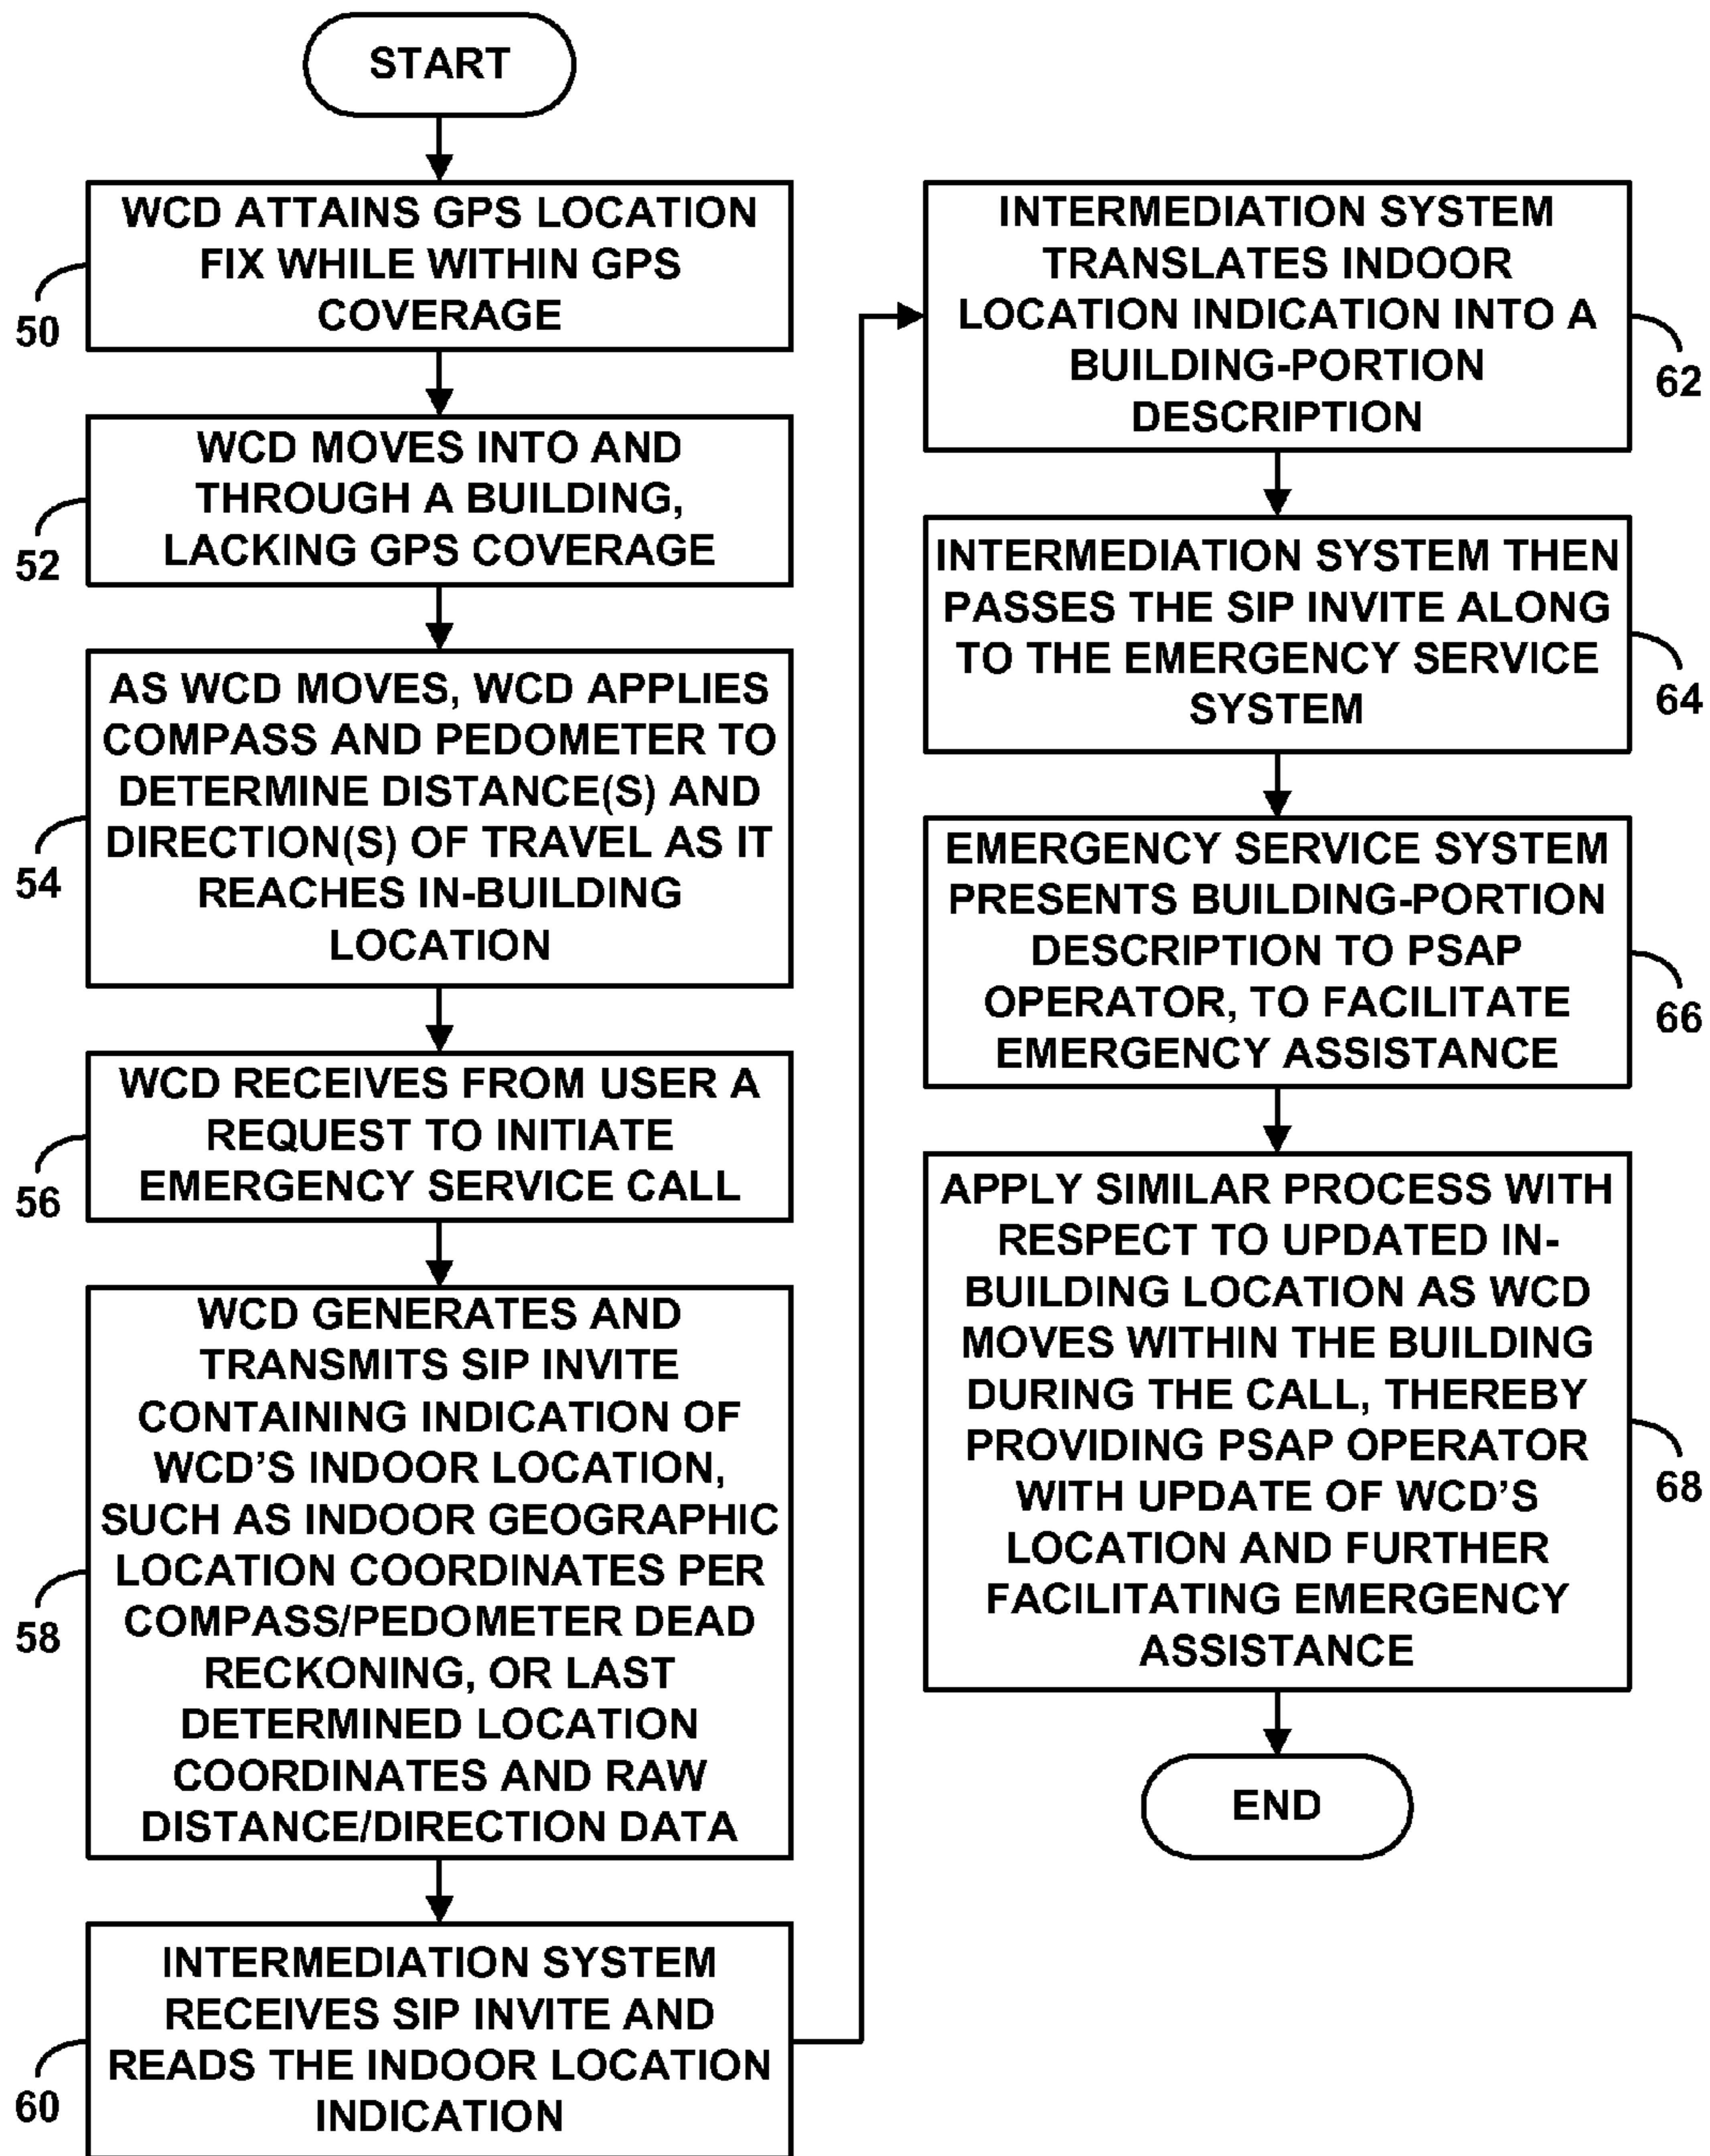 START
WCD ATTAINS GPS LOCATION
FIX WHILE WITHIN GPS
COVERAGE
50
WCD MOVES INTO AND
THROUGH A BUILDING,
LACKING GPS COVERAGE
52
AS WCD MOVES, WCD APPLIES
COMPASS AND PEDOMETER TO
DETERMINE DISTANCE(S) AND
DIRECTION(S) OF TRAVEL AS IT
REACHES IN-BUILDING
LOCATION
54
WCD RECEIVES FROM USER A
REQUEST TO INITIATE
EMERGENCY SERVICE CALL
56
WCD GENERATES AND
TRANSMITS SIP INVITE
CONTAINING INDICATION OF
WCD'S INDOOR LOCATION,
SUCH AS INDOOR GEOGRAPHIC
LOCATION COORDINATES PER
COMPASS/PEDOMETER DEAD
RECKONING, OR LAST
DETERMINED LOCATION
COORDINATES AND RAW
DISTANCE/DIRECTION DATA
58
INTERMEDIATION SYSTEM
RECEIVES SIP INVITE AND
READS THE INDOOR LOCATION
INDICATION
60
INTERMEDIATION SYSTEM
TRANSLATES INDOOR
LOCATION INDICATION INTO A
BUILDING-PORTION
DESCRIPTION
62
INTERMEDIATION SYSTEM THEN
PASSES THE SIP INVITE ALONG
TO THE EMERGENCY SERVICE
SYSTEM
64
EMERGENCY SERVICE SYSTEM
PRESENTS BUILDING-PORTION
DESCRIPTION TO PSAP
OPERATOR, TO FACILITATE
EMERGENCY ASSISTANCE
66
APPLY SIMILAR PROCESS WITH
RESPECT TO UPDATED IN-
BUILDING LOCATION AS WCD
MOVES WITHIN THE BUILDING
DURING THE CALL, THEREBY
PROVIDING PSAP OPERATOR
WITH UPDATE OF WCD'S
LOCATION AND FURTHER
FACILITATING EMERGENCY
ASSISTANCE
68
END